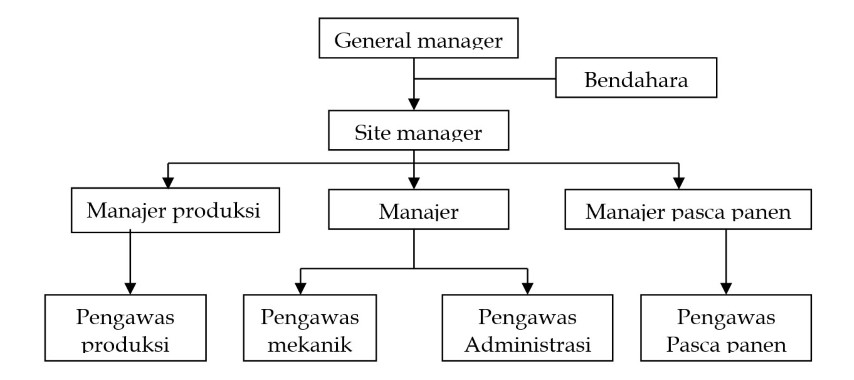 General manager
Bendahara
Site manager
Manajer produksi
Manajer
Manajer pasca panen
Pengawas
produksi
Pengawas
mekanik
Pengawas
Administrasi
Pengawas
Pasca panen